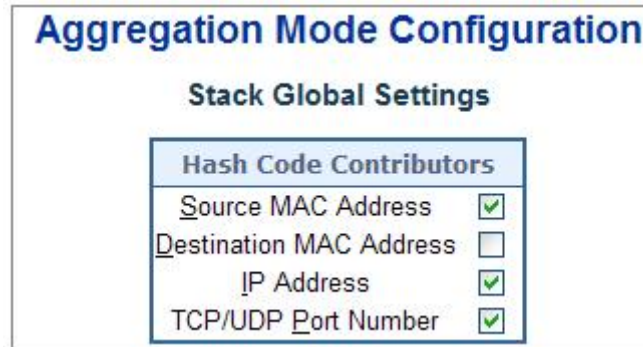 Aggregation Mode Configuration
Stack Global Settings
Hash Code Contributors
Source MAC Address
Destination MAC Address
IP Address
TCP/UDP Port Number